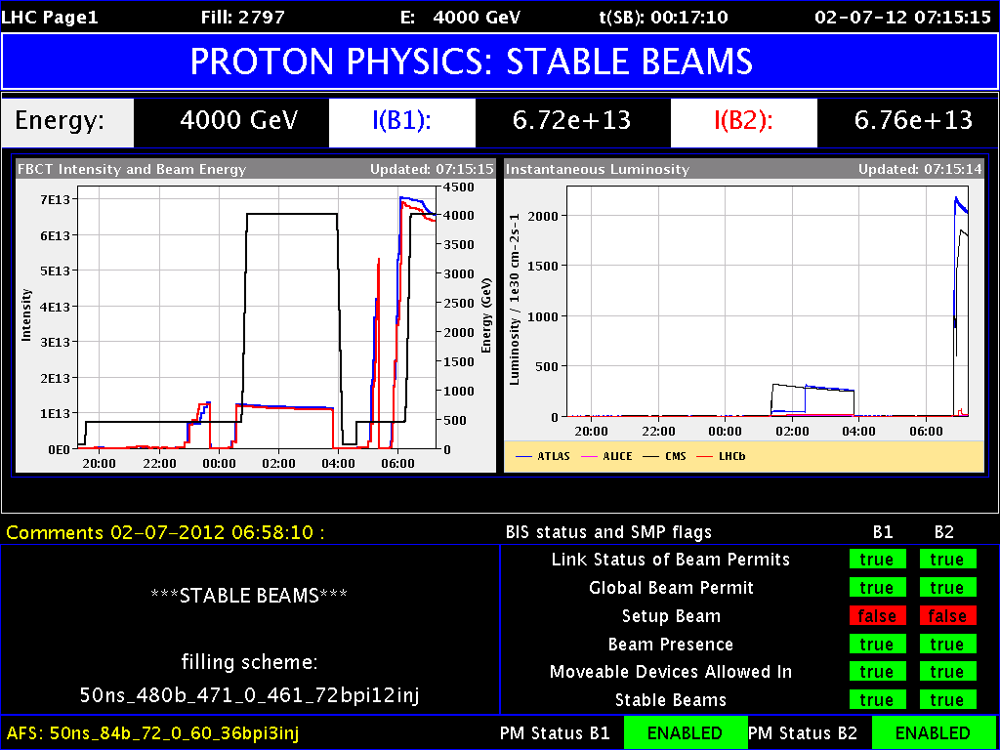 LHC Page1 Fill: 2797 E: 4000 GeV t(SB): 00:17:10 02-07-12 07:15:15
PROTON PHYSICS: STABLE BEAMS
Energy: 4000 GeV I(B1): 6.72e+13 I(B2): 6.76e+13
FBCT Intensity and Beam Energy Updated: 07:15:15
Intensity
7E13
6E13
5E13
4E13
3E13
2E13
1E13
0E0
4500
4000
3500
3000
2500
2000
1500
1000
500
0
Energy (GeV)
20:00 22:00 00:00 02:00 04:00 06:00
Instantaneous Luminosity Updated: 07:15:14
Luminosity / 1e30 cm-2s-1
2000
1500
1000
500
0
20:00 22:00 00:00 02:00 04:00 06:00
ATLAS ALICE CMS LHCb
Comments 02-07-2012 06:58:10 :
***STABLE BEAMS***
filling scheme:
50ns_480b_471_0_461_72bpi12inj
BIS status and SMP flags B1 B2
Link Status of Beam Permits true true
Global Beam Permit true true
Setup Beam false false
Beam Presence true true
Moveable Devices Allowed In true true
Stable Beams true true
AFS: 50ns_84b_72_0_60_36bpi3inj PM Status B1 ENABLED PM Status B2 ENABLED